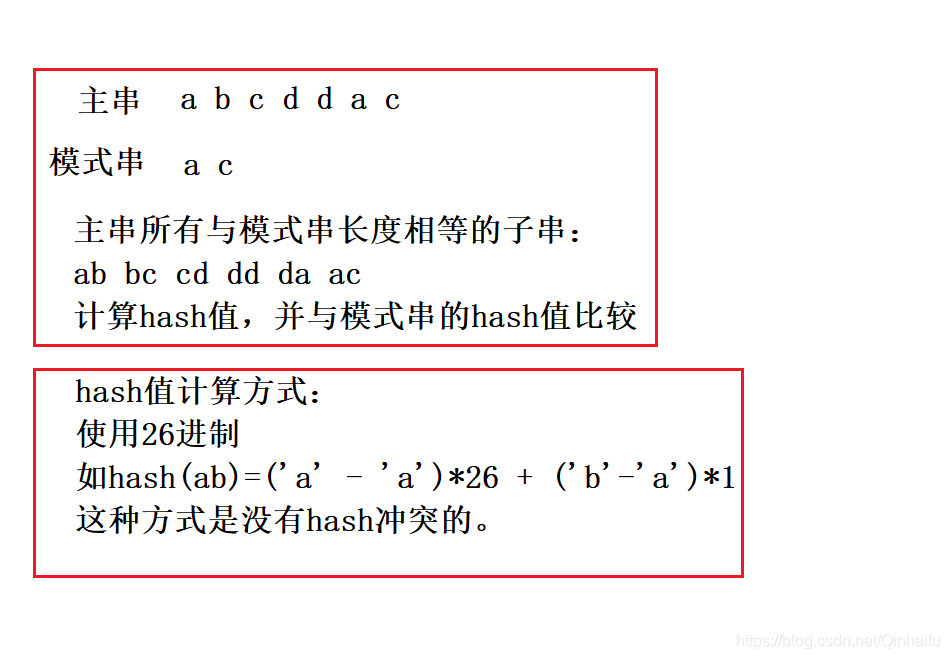 主串 a b c d d a c
模式串 a c
主串所有与模式串长度相等的子串：
ab bc cd dd da ac
计算hash值，并与模式串的hash值比较
hash值计算方式：
使用26进制
如hash(ab)=('a' - 'a')*26 + ('b'-'a')*1
这种方式是没有hash冲突的。
https://blog.csdn.net/Qinhaifu